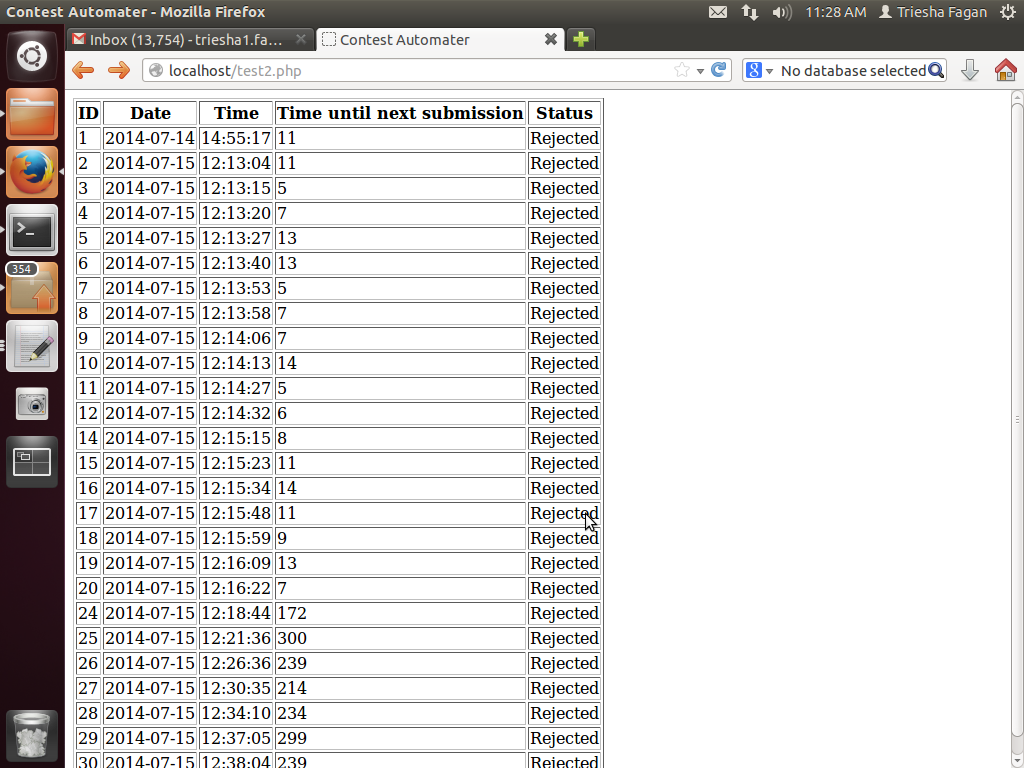 Contest Automater - Mozilla Firefox 11:28 AM Triesha Fagan
Inbox (13,754) - triesha1.fa... Contest Automater
localhost/test2.php No database selected
354
ID Date Time Time until next submission Status
1 2014-07-14 14:55:17 11 Rejected
2 2014-07-15 12:13:04 11 Rejected
3 2014-07-15 12:13:15 5 Rejected
4 2014-07-15 12:13:20 7 Rejected
5 2014-07-15 12:13:27 13 Rejected
6 2014-07-15 12:13:40 13 Rejected
7 2014-07-15 12:13:53 5 Rejected
8 2014-07-15 12:13:58 7 Rejected
9 2014-07-15 12:14:06 7 Rejected
10 2014-07-15 12:14:13 14 Rejected
11 2014-07-15 12:14:27 5 Rejected
12 2014-07-15 12:14:32 6 Rejected
14 2014-07-15 12:15:15 8 Rejected
15 2014-07-15 12:15:23 11 Rejected
16 2014-07-15 12:15:34 14 Rejected
17 2014-07-15 12:15:48 11 Rejected
18 2014-07-15 12:15:59 9 Rejected
19 2014-07-15 12:16:09 13 Rejected
20 2014-07-15 12:16:22 7 Rejected
24 2014-07-15 12:18:44 172 Rejected
25 2014-07-15 12:21:36 300 Rejected
26 2014-07-15 12:26:36 239 Rejected
27 2014-07-15 12:30:35 214 Rejected
28 2014-07-15 12:34:10 234 Rejected
29 2014-07-15 12:37:05 299 Rejected
30 2014-07-15 12:38:04 239 Rejected